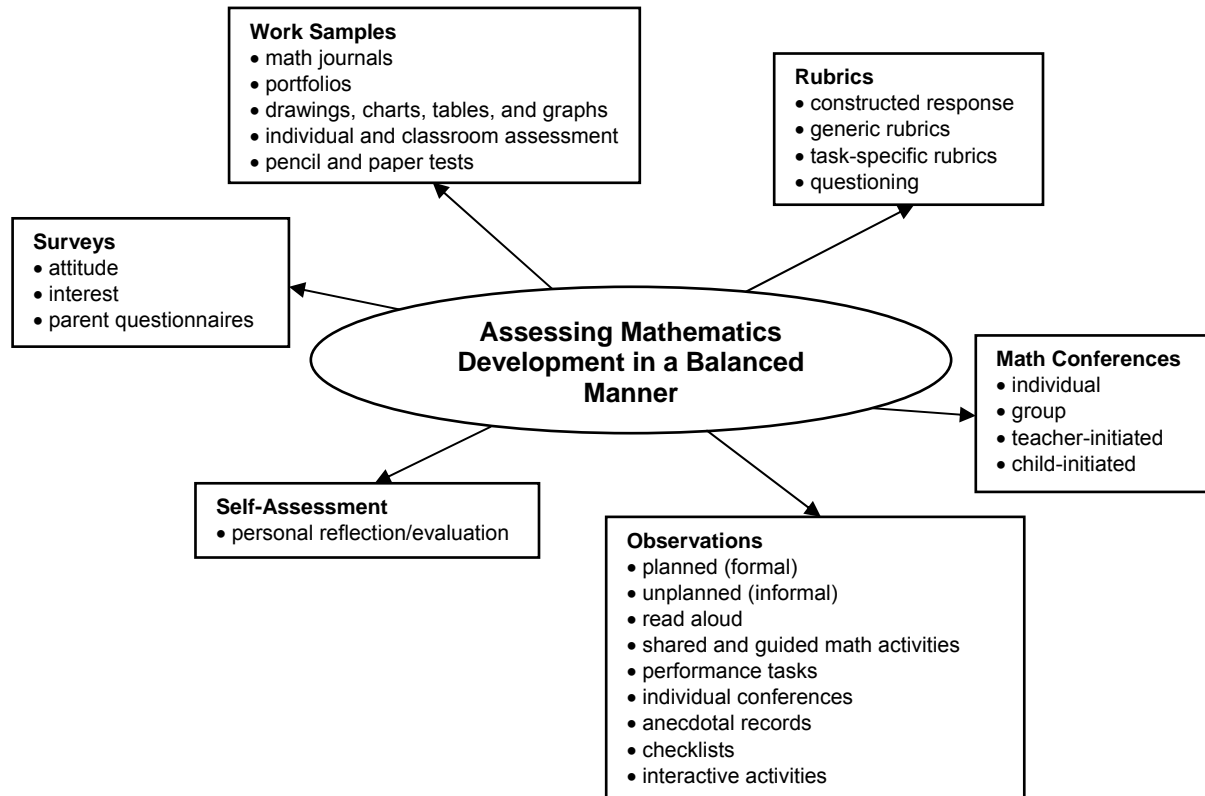 Work Samples
• math journals
• portfolios
• drawings, charts, tables, and graphs
• individual and classroom assessment
• pencil and paper tests
Rubrics
• constructed response
• generic rubrics
• task-specific rubrics
• questioning
Surveys
• attitude
• interest
• parent questionnaires
Assessing Mathematics
Development in a Balanced
Manner
Math Conferences
• individual
• group
• teacher-initiated
• child-initiated
Self-Assessment
• personal reflection/evaluation
Observations
• planned (formal)
• unplanned (informal)
• read aloud
• shared and guided math activities
• performance tasks
• individual conferences
• anecdotal records
• checklists
• interactive activities